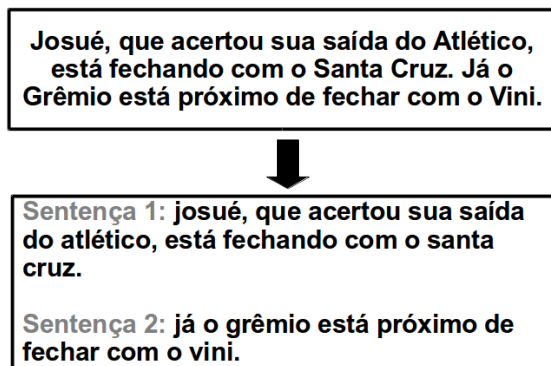 Josué, que acertou sua saída do Atlético,
está fechando com o Santa Cruz. Já o
Grêmio está próximo de fechar com o Vini.
Sentença 1: josué, que acertou sua saída
do atlético, está fechando com o santa
cruz.
Sentença 2: já o grêmio está próximo de
fechar com o vini.